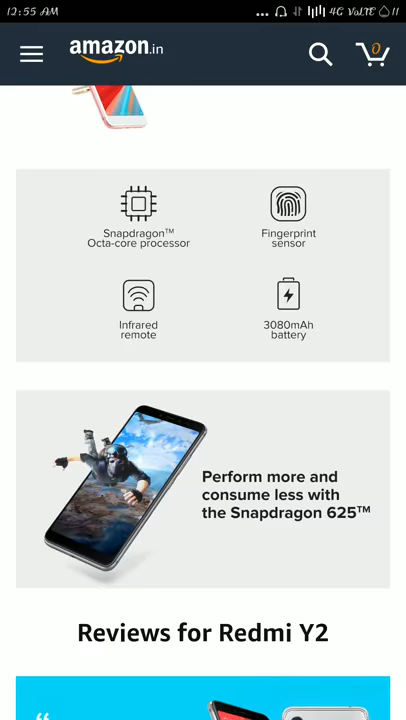 12:55 AM
4G VoLTE
11
amazon.in
0
Snapdragon™
Octa-core processor
Fingerprint
sensor
Infrared
remote
3080mAh
battery
Perform more and
consume less with
the Snapdragon 625™
Reviews for Redmi Y2
“